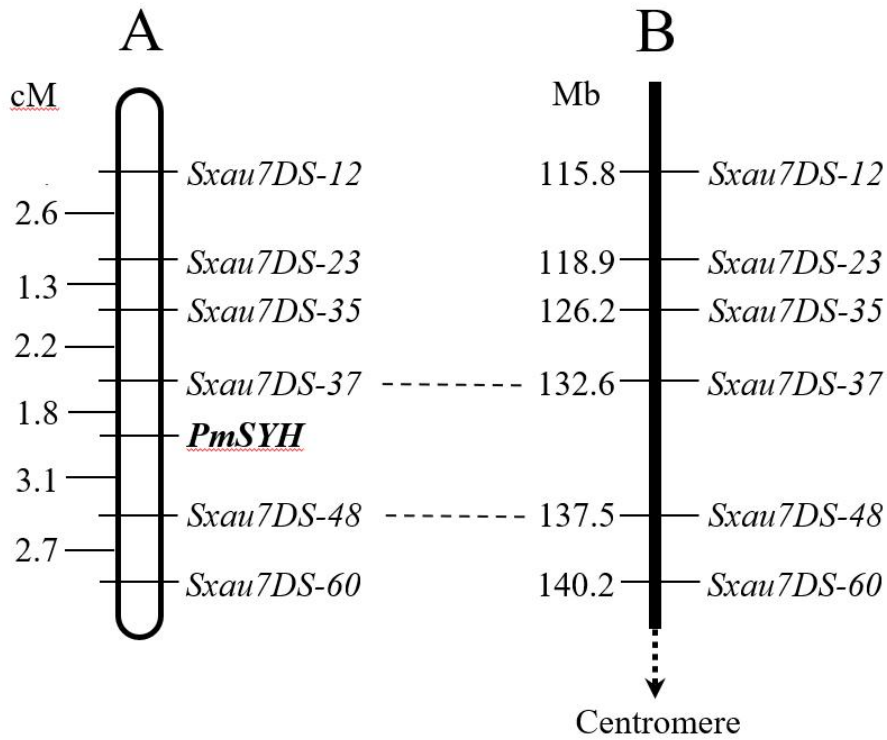 A
B
cM
Mb
Sxau7DS-12
115.8
Sxau7DS-12
2.6
Sxau7DS-23
118.9
Sxau7DS-23
1.3
Sxau7DS-35
126.2
Sxau7DS-35
2.2
Sxau7DS-37
132.6
Sxau7DS-37
1.8
PmSYH
3.1
Sxau7DS-48
137.5
Sxau7DS-48
2.7
Sxau7DS-60
140.2
Sxau7DS-60
Centromere